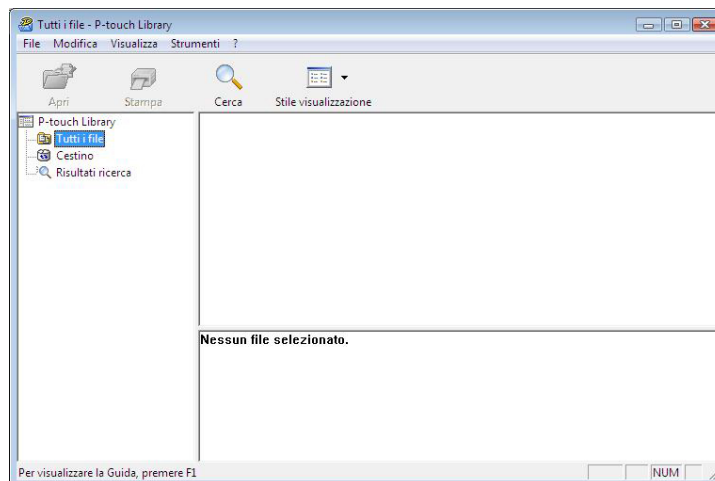 Tutti i file - P-touch Library
File Modifica Visualizza Strumenti ?
Apri Stampa Cerca Stile visualizzazione
P-touch Library
Tutti i file
Cestino
Risultati ricerca
Nessun file selezionato.
Per visualizzare la Guida, premere F1 NUM